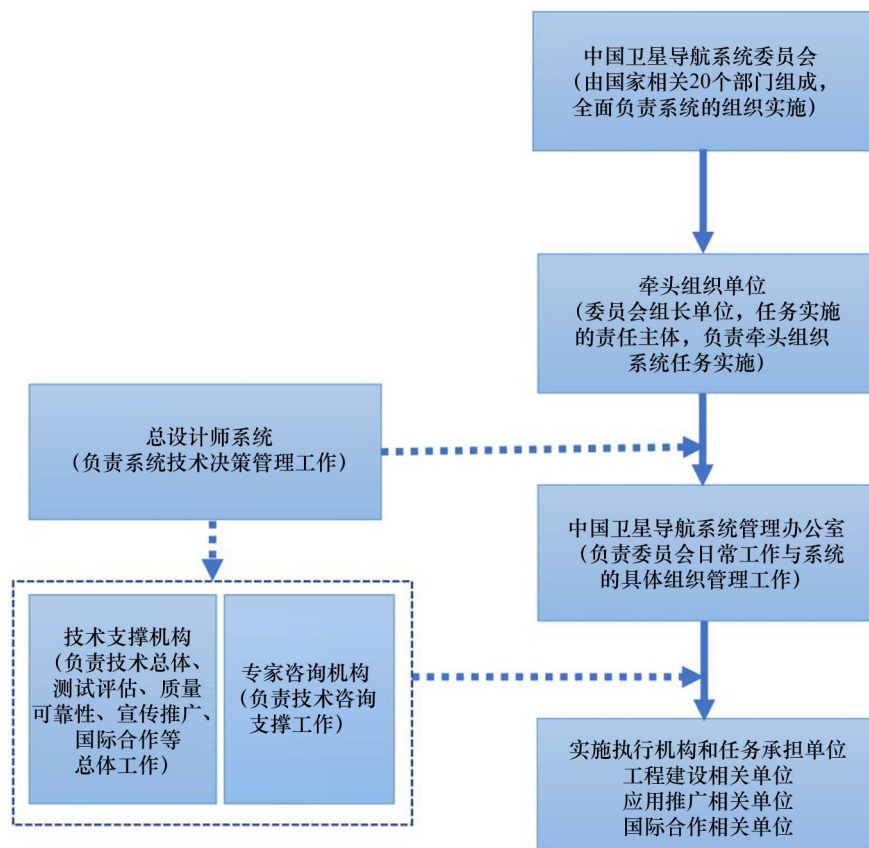 中国卫星导航系统委员会
（由国家相关20个部门组成，
全面负责系统的组织实施）
牵头组织单位
（委员会组长单位，任务实施
的责任主体，负责牵头组织
系统任务实施）
总设计师系统
（负责系统技术决策管理工作）
中国卫星导航系统管理办公室
（负责委员会日常工作与系统
的具体组织管理工作）
技术支撑机构
（负责技术总体、
测试评估、质量
可靠性、宣传推广、
国际合作等
总体工作）
专家咨询机构
（负责技术咨询
支撑工作）
实施执行机构和任务承担单位
工程建设相关单位
应用推广相关单位
国际合作相关单位